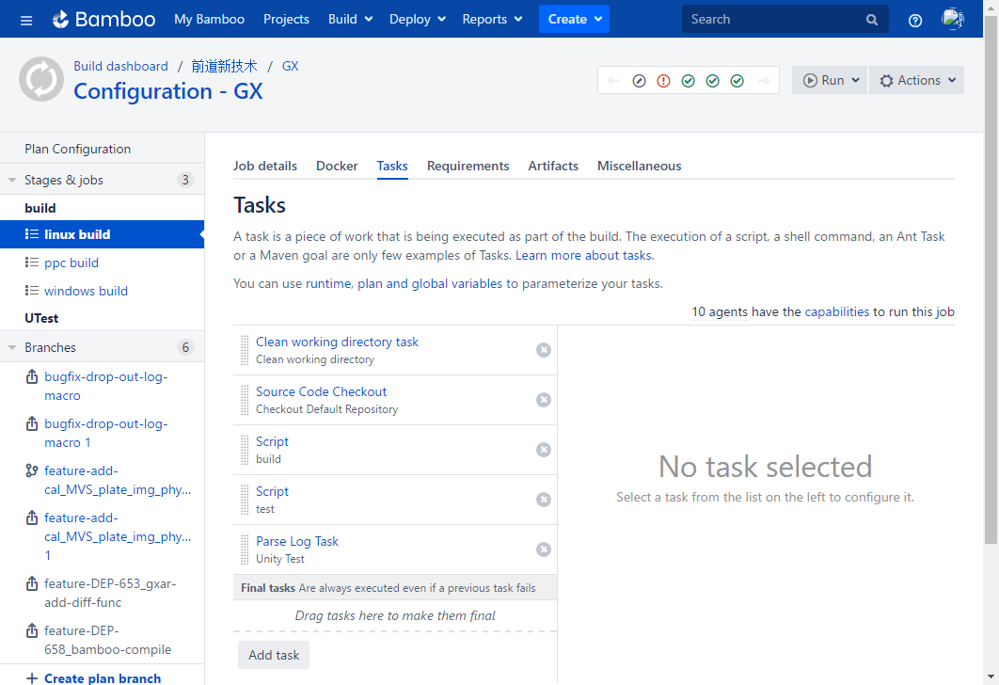 Bamboo My Bamboo Projects Build Deploy Reports Create Search
Build dashboard / 前道新技术 / GX
Configuration - GX
Run Actions
Plan Configuration
Stages & jobs 3
build
linux build
ppc build
windows build
UTest
Branches 6
bugfix-drop-out-log-
macro
bugfix-drop-out-log-
macro 1
feature-add-
cal_MVS_plate_img_phy...
feature-add-
cal_MVS_plate_img_phy...
1
feature-DEP-653_gxar-
add-diff-func
feature-DEP-
658_bamboo-compile
Create plan branch
Job details Docker Tasks Requirements Artifacts Miscellaneous
Tasks
A task is a piece of work that is being executed as part of the build. The execution of a script, a shell command, an Ant Task
or a Maven goal are only few examples of Tasks. Learn more about tasks.
You can use runtime, plan and global variables to parameterize your tasks.
10 agents have the capabilities to run this job
Clean working directory task
Clean working directory
Source Code Checkout
Checkout Default Repository
Script
build
Script
test
Parse Log Task
Unity Test
Final tasks Are always executed even if a previous task fails
Drag tasks here to make them final
Add task
No task selected
Select a task from the list on the left to configure it.